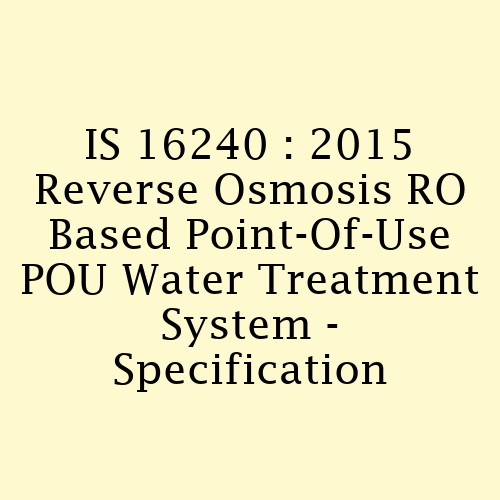 IS 16240 : 2015
Reverse Osmosis RO
Based Point-Of-Use
POU Water Treatment
System -
Specification